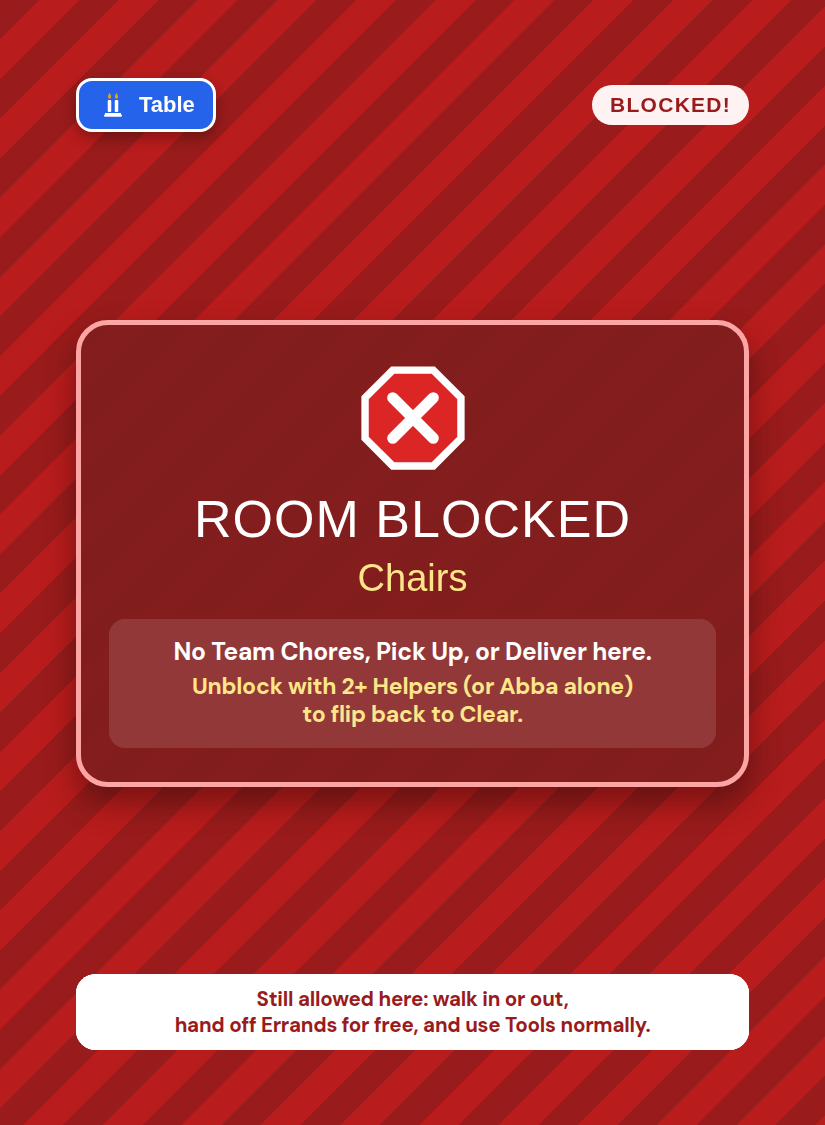 Table
BLOCKED!
ROOM BLOCKED
Chairs
No Team Chores, Pick Up, or Deliver here.
Unblock with 2+ Helpers (or Abba alone)
to flip back to Clear.
Still allowed here: walk in or out,
hand off Errands for free, and use Tools normally.